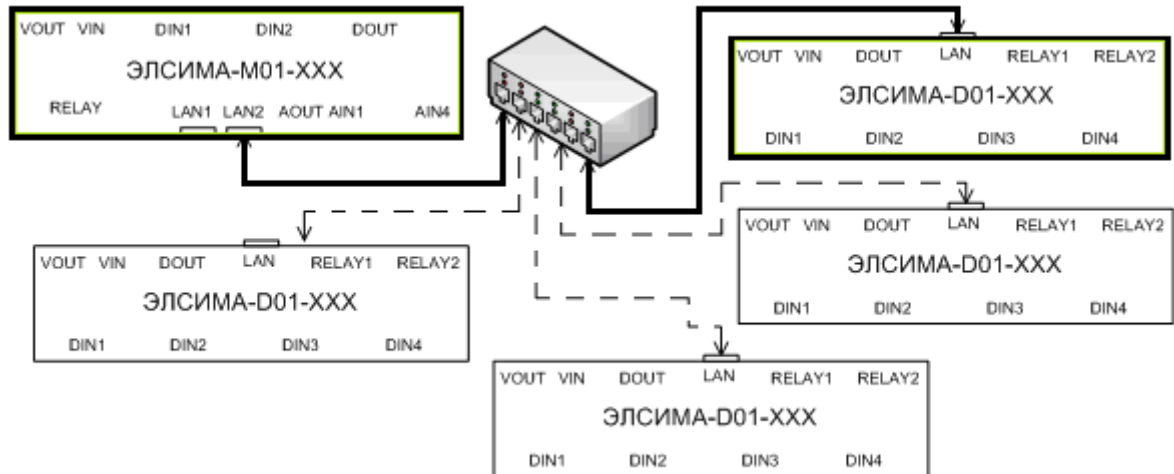 VOUT VIN DIN1 DIN2 DOUT
ЭЛСИМА-M01-XXX
RELAY LAN1 LAN2 AOUT AIN1 AIN4
VOUT VIN DOUT LAN RELAY1 RELAY2
ЭЛСИМА-D01-XXX
DIN1 DIN2 DIN3 DIN4
VOUT VIN DOUT LAN RELAY1 RELAY2
ЭЛСИМА-D01-XXX
DIN1 DIN2 DIN3 DIN4
VOUT VIN DOUT LAN RELAY1 RELAY2
ЭЛСИМА-D01-XXX
DIN1 DIN2 DIN3 DIN4
VOUT VIN DOUT LAN RELAY1 RELAY2
ЭЛСИМА-D01-XXX
DIN1 DIN2 DIN3 DIN4